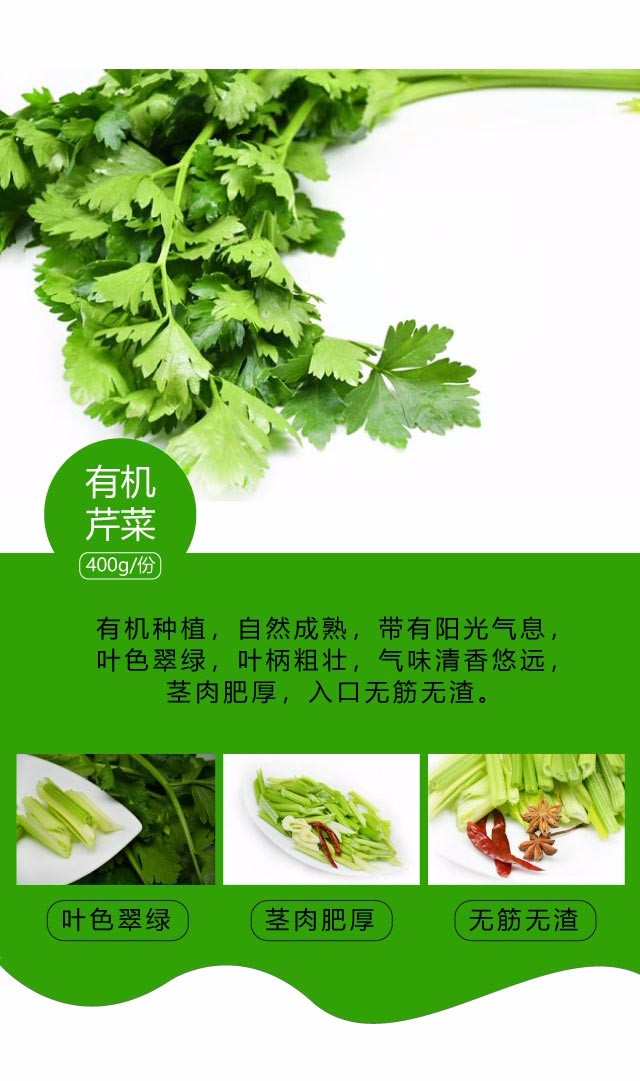 有机
芹菜
400g/份
有机种植，自然成熟，带有阳光气息，
叶色翠绿，叶柄粗壮，气味清香悠远，
茎肉肥厚，入口无筋无渣。
叶色翠绿
茎肉肥厚
无筋无渣